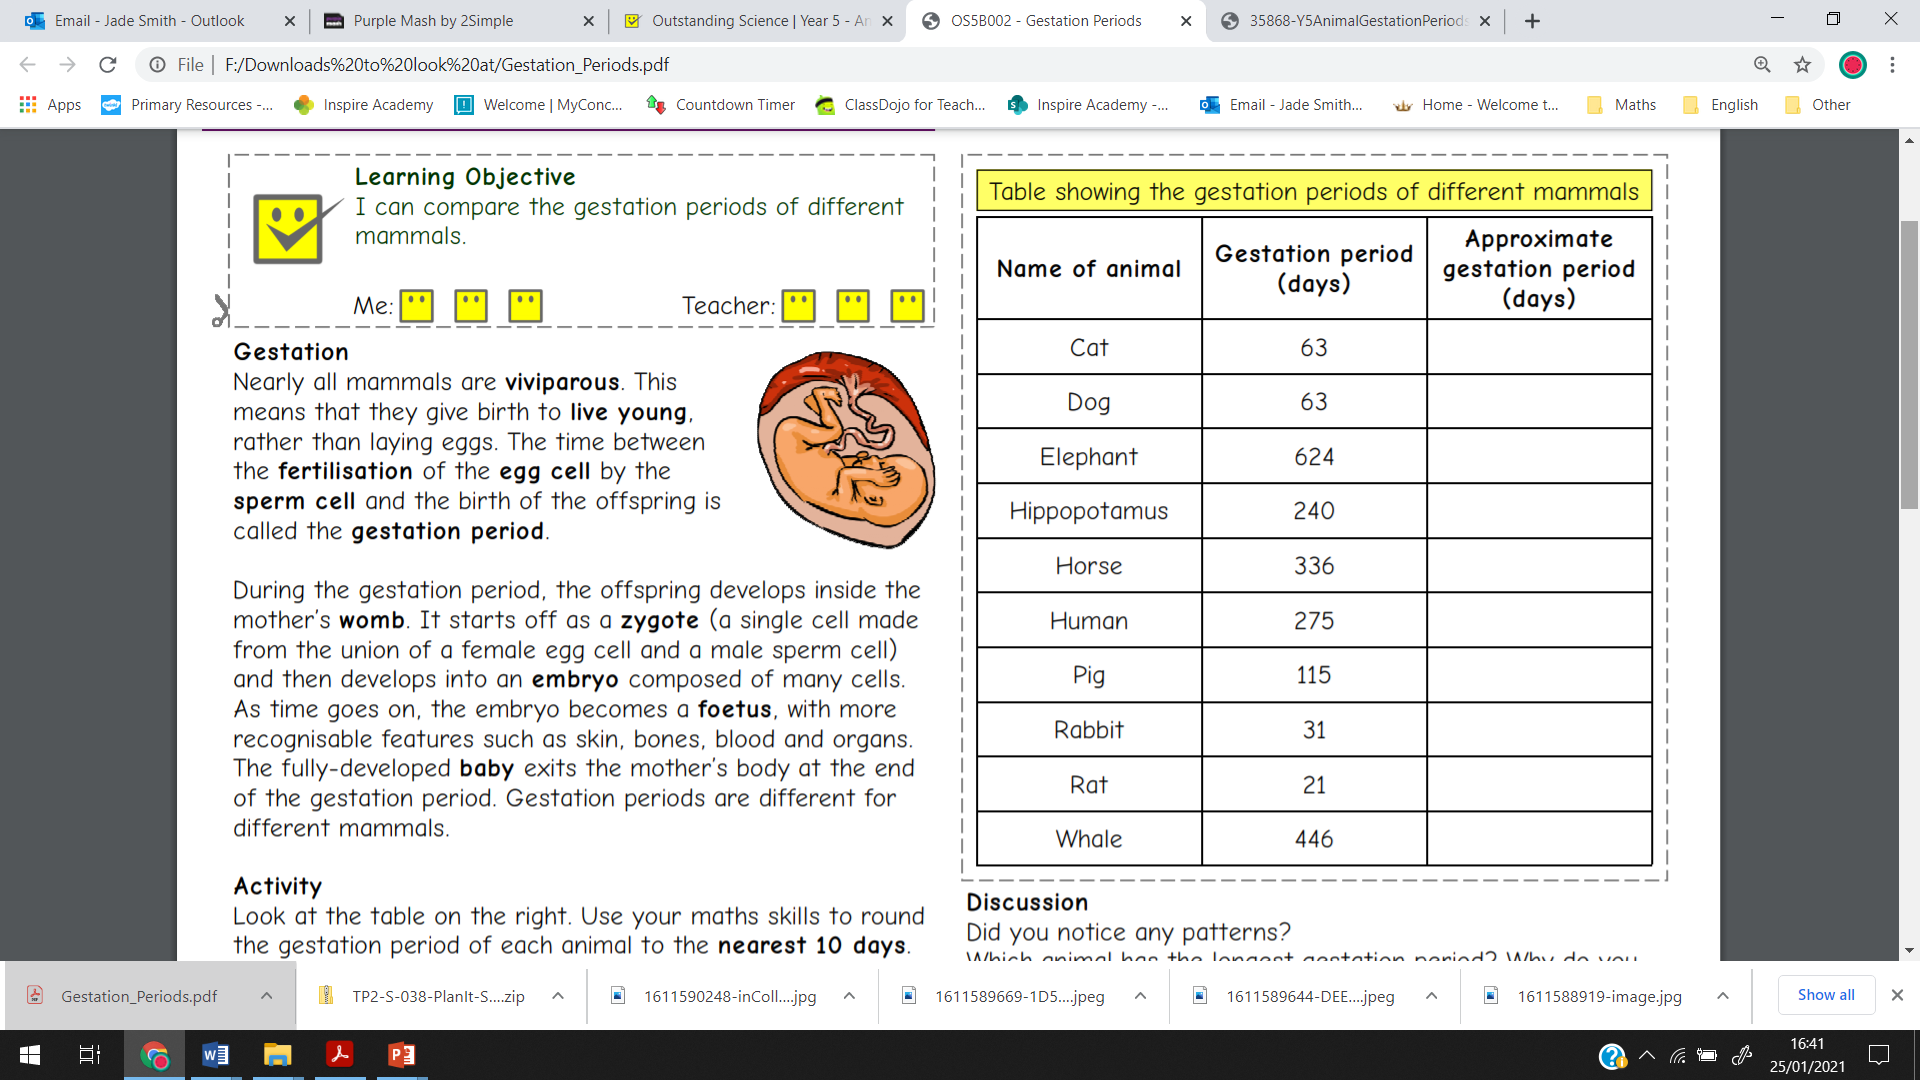 Email - Jade Smith - Outlook
Purple Mash by 2Simple
Outstanding Science | Year 5 - An
OS5B002 - Gestation Periods
35868-Y5AnimalGestationPeriods
File
F:/Downloads%20to%20look%20at/Gestation_Periods.pdf
Apps
Primary Resources -...
Inspire Academy
Welcome | MyConc...
Countdown Timer
ClassDojo for Teach...
Inspire Academy -...
Email - Jade Smith...
Home - Welcome t...
Maths
English
Other
Learning Objective
I can compare the gestation periods of different
mammals.
Me:
Teacher:
Gestation
Nearly all mammals are viviparous. This
means that they give birth to live young,
rather than laying eggs. The time between
the fertilisation of the egg cell by the
sperm cell and the birth of the offspring is
called the gestation period.
During the gestation period, the offspring develops inside the
mother's womb. It starts off as a zygote (a single cell made
from the union of a female egg cell and a male sperm cell)
and then develops into an embryo composed of many cells.
As time goes on, the embryo becomes a foetus, with more
recognisable features such as skin, bones, blood and organs.
The fully-developed baby exits the mother's body at the end
of the gestation period. Gestation periods are different for
different mammals.
Activity
Look at the table on the right. Use your maths skills to round
the gestation period of each animal to the nearest 10 days.
Table showing the gestation periods of different mammals
Name of animal
Gestation period
(days)
Approximate
gestation period
(days)
Cat 63
Dog 63
Elephant 624
Hippopotamus 240
Horse 336
Human 275
Pig 115
Rabbit 31
Rat 21
Whale 446
Discussion
Did you notice any patterns?
Which animal has the longest gestation period? Why do you
Gestation_Periods.pdf
TP2-S-038-PlanIt-S....zip
1611590248-inColl....jpg
1611589669-1D5....jpeg
1611589644-DEE....jpeg
1611588919-image.jpg
Show all
16:41
25/01/2021